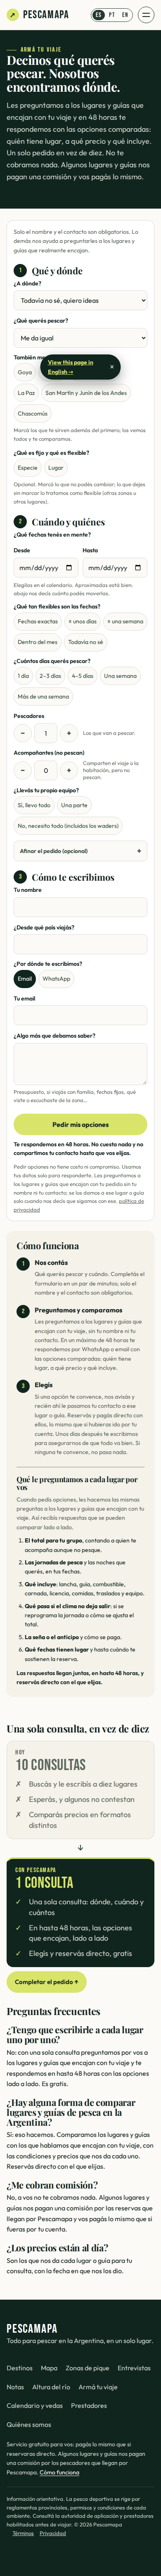 PESCAMAPA
ES PT EN
ARMÁ TU VIAJE
Decinos qué querés
pescar. Nosotros
encontramos dónde.
Les preguntamos a los lugares y guías
que encajan con tu viaje y en 48 horas
te respondemos con las opciones comparadas:
quién tiene lugar, a qué precio y qué incluye.
Un solo pedido en vez de diez. No te
cobramos nada. Algunos lugares y guías nos
pagan una comisión y vos pagás lo mismo.
Solo el nombre y el contacto son obligatorios. Lo
demás nos ayuda a preguntarles a los lugares y
guías que realmente encajan.
1 Qué y dónde
¿A dónde?
Todavía no sé, quiero ideas
¿Qué querés pescar?
Me da igual
View this page in
English →
×
Goya
La Paz
San Martín y Junín de los Andes
Chascomús
¿Qué es fijo y qué es flexible?
Especie
Lugar
2 Cuándo y quiénes
¿Qué fechas tenés en mente?
Desde
Hasta
mm/dd/yyyy
mm/dd/yyyy
Elegilas en el calendario. Aproximadas está bien:
abajo nos decís cuánto podés moverlas.
¿Qué tan flexibles son las fechas?
Fechas exactas
± unos días
± una semana
Dentro del mes
Todavía no sé
¿Cuántos días querés pescar?
1 día
2–3 días
4–5 días
Una semana
Más de una semana
Pescadores
− 1 +
Los que van a pescar.
Acompañantes (no pescan)
− 0 +
Comparten el viaje o la
habitación, pero no
pescan.
¿Llevás tu propio equipo?
Sí, llevo todo
Una parte
No, necesito todo (incluidos los waders)
Afinar el pedido (opcional) +
3 Cómo te escribimos
Tu nombre
¿Desde qué país viajás?
¿Por dónde te escribimos?
Email
WhatsApp
Tu email
¿Algo más que debamos saber?
Presupuesto, si viajás con familia, fechas fijas, qué
viste o escuchaste de la zona…
Pedir mis opciones
Te respondemos en 48 horas. No cuesta nada y no
compartimos tu contacto hasta que vos elijas.
Pedir opciones no tiene costo ni compromiso. Usamos
tus datos solo para responderte. Les preguntamos a
los lugares y guías que encajan con tu pedido sin tu
nombre ni tu contacto; se los damos a ese lugar o guía
solo cuando nos decís que sigamos con ese. política de
privacidad
Cómo funciona
1 Nos contás
Qué querés pescar y cuándo. Completás el
formulario en un par de minutos; solo el
nombre y el contacto son obligatorios.
2 Preguntamos y comparamos
Les preguntamos a los lugares y guías que
encajan con tu viaje, sin tu nombre ni tu
contacto. En un máximo de 48 horas te
respondemos por WhatsApp o email con
las opciones comparadas: quién tiene
lugar, a qué precio y qué incluye.
3 Elegís
Si una opción te convence, nos avisás y
recién ahí le pasamos tu contacto a ese
lugar o guía. Reservás y pagás directo con
ellos, al mismo precio que si escribieras
solo. Unos días después te escribimos
para asegurarnos de que todo va bien. Si
ninguna te convence, no pasa nada.
Qué le preguntamos a cada lugar por
vos
Cuando pedís opciones, les hacemos las mismas
preguntas a los lugares y guías que encajan con tu
viaje. Así recibís respuestas que se pueden
comparar lado a lado.
1. El total para tu grupo, contando a quien te
acompaña aunque no pesque.
2. Las jornadas de pesca y las noches que
querés, en tus fechas.
3. Qué incluye: lancha, guía, combustible,
carnada, licencia, comidas, traslados y equipo.
4. Qué pasa si el clima no deja salir: si se
reprograma la jornada o cómo se ajusta el
total.
5. La seña o el anticipo y cómo se paga.
6. Qué fechas tienen lugar y hasta cuándo te
sostienen la reserva.
Las respuestas llegan juntas, en hasta 48 horas, y
reservás directo con el que elijas.
Una sola consulta, en vez de diez
HOY
10 CONSULTAS
✗ Buscás y le escribís a diez lugares
✗ Esperás, y algunos no contestan
✗ Comparás precios en formatos
distintos
↓
CON PESCAMAPA
1 CONSULTA
✓ Una sola consulta: dónde, cuándo y
cuántos
✓ En hasta 48 horas, las opciones
que encajan, lado a lado
✓ Elegís y reservás directo, gratis
Completar el pedido ↑
Preguntas frecuentes
¿Tengo que escribirle a cada lugar
uno por uno?
No: con una sola consulta preguntamos por vos a
los lugares y guías que encajan con tu viaje y te
respondemos en hasta 48 horas con las opciones
lado a lado. Es gratis.
¿Hay alguna forma de comparar
lugares y guías de pesca en la
Argentina?
Sí: eso hacemos. Comparamos los lugares y guías
con los que hablamos que encajan con tu viaje, con
las condiciones y precios que nos da cada uno.
Reservás directo con el que elijas.
¿Me cobran comisión?
No, a vos no te cobramos nada. Algunos lugares y
guías nos pagan una comisión por las reservas que
llegan por Pescamapa y vos pagás lo mismo que si
fueras por tu cuenta.
¿Los precios están al día?
Son los que nos da cada lugar o guía para tu
consulta, con la fecha en que nos los dio.
PESCAMAPA
Todo para pescar en la Argentina, en un solo lugar.
Destinos Mapa Zonas de pique Entrevistas
Notas Altura del río Armá tu viaje
Calendario y vedas Prestadores
Quiénes somos
Servicio gratuito para vos: pagás lo mismo que si
reservaras directo. Algunos lugares y guías nos pagan
una comisión por los pescadores que llegan por
Pescamapa. Cómo funciona
Información orientativa. La pesca deportiva se rige por
reglamentos provinciales, permisos y condiciones de cada
ambiente. Consultá la autoridad de aplicación y prestadores
habilitados antes de viajar. © 2026 Pescamapa
Términos Privacidad